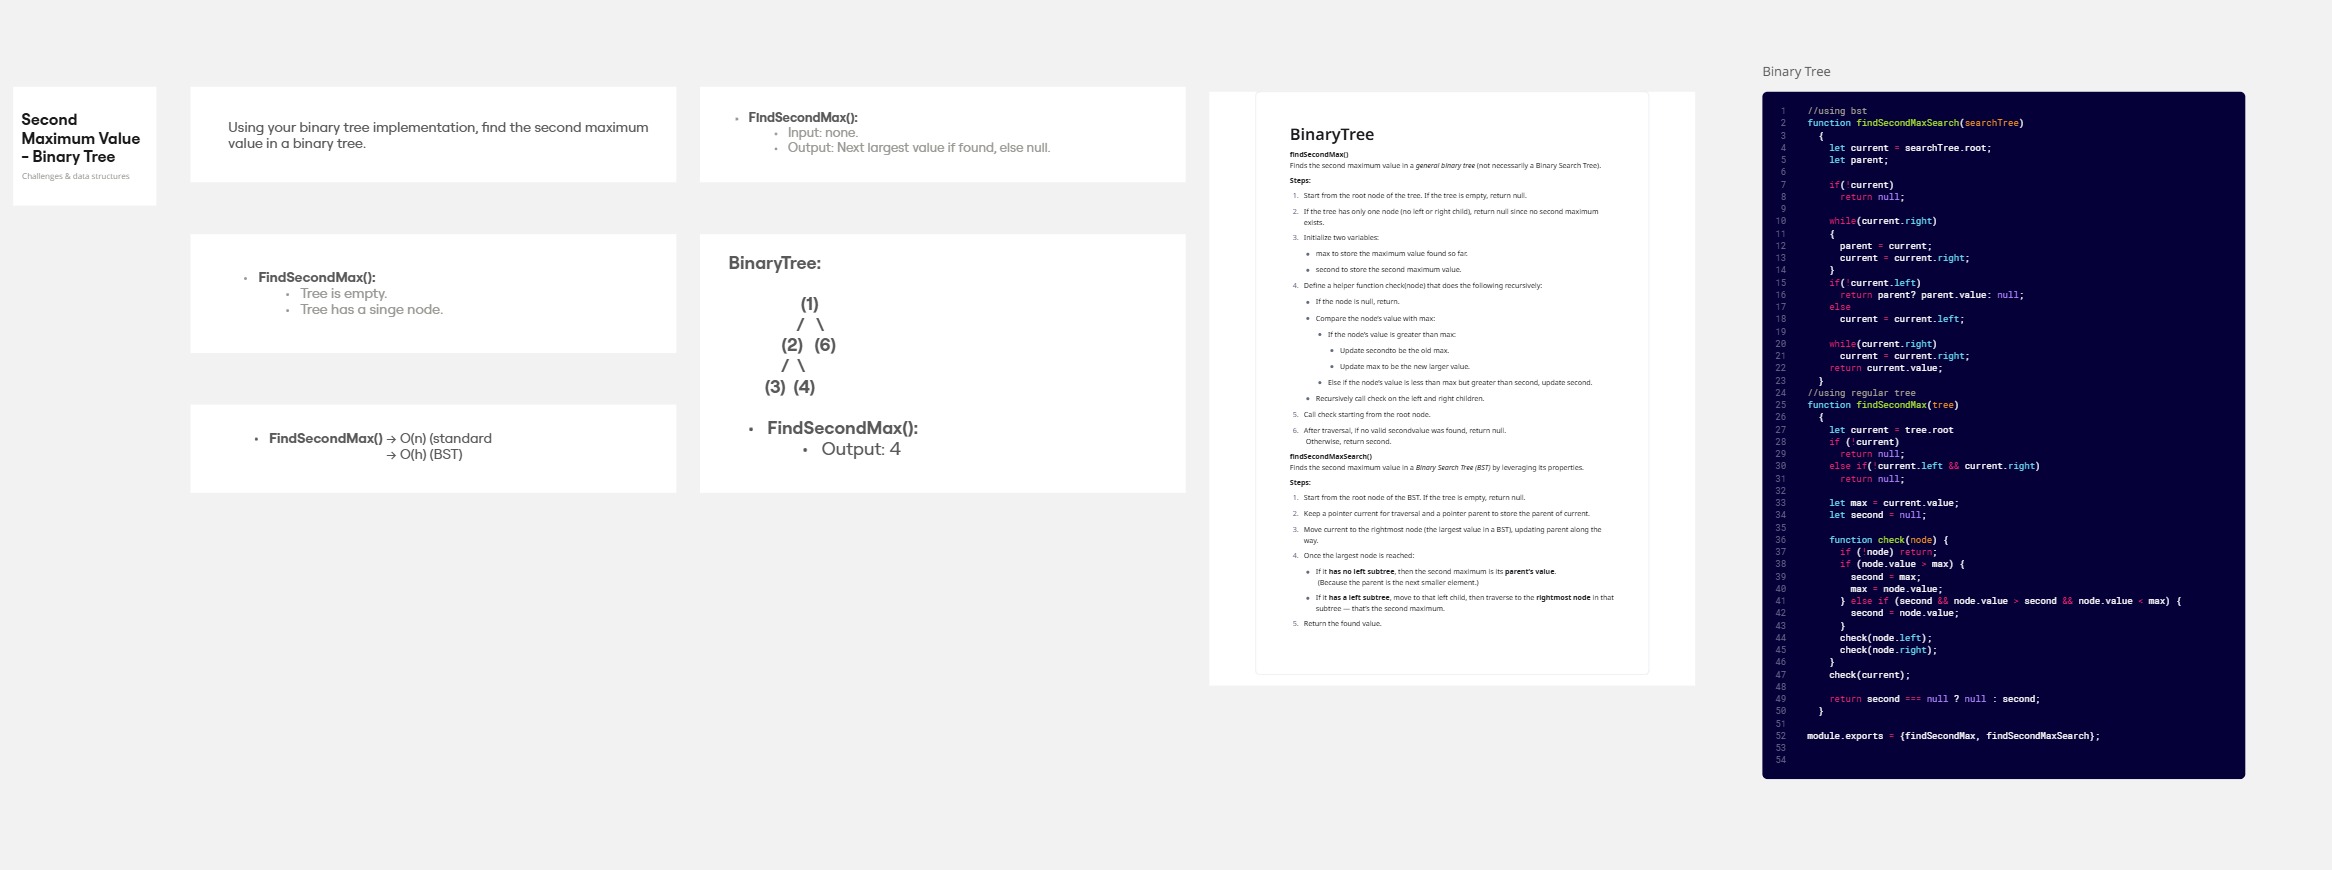 Second
Maximum Value
- Binary Tree
Challenges & data structures
Using your binary tree implementation, find the second maximum
value in a binary tree.
• FindSecondMax():
• Tree is empty.
• Tree has a singe node.
• FindSecondMax() → O(n) (standard
→ O(h) (BST)
• FindSecondMax():
• Input: none.
• Output: Next largest value if found, else null.
BinaryTree:
(1)
/ \
(2) (6)
/ \
(3) (4)
• FindSecondMax():
• Output: 4
BinaryTree
findSecondMax()
Finds the second maximum value in a general binary tree (not necessarily a Binary Search Tree).
Steps:
1. Start from the root node of the tree. If the tree is empty, return null.
2. If the tree has only one node (no left or right child), return null since no second maximum
exists.
3. Initialize two variables:
• max to store the maximum value found so far.
• second to store the second maximum value.
4. Define a helper function check(node) that does the following recursively:
• If the node is null, return.
• Compare the node's value with max:
• If the node's value is greater than max:
• Update secondto be the old max.
• Update max to be the new larger value.
• Else if the node's value is less than max but greater than second, update second.
• Recursively call check on the left and right children.
5. Call check starting from the root node.
6. After traversal, if no valid secondvalue was found, return null.
Otherwise, return second.
findSecondMaxSearch()
Finds the second maximum value in a Binary Search Tree (BST) by leveraging its properties.
Steps:
1. Start from the root node of the BST. If the tree is empty, return null.
2. Keep a pointer current for traversal and a pointer parent to store the parent of current.
3. Move current to the rightmost node (the largest value in a BST), updating parent along the
way.
4. Once the largest node is reached:
• If it has no left subtree, then the second maximum is its parent's value.
(Because the parent is the next smaller element.)
• If it has a left subtree, move to that left child, then traverse to the rightmost node in that
subtree — that's the second maximum.
5. Return the found value.
Binary Tree
1 //using bst
2 function findSecondMaxSearch(searchTree)
3 {
4 let current = searchTree.root;
5 let parent;
6
7 if(!current)
8 return null;
9
10 while(current.right)
11 {
12 parent = current;
13 current = current.right;
14 }
15 if(!current.left)
16 return parent? parent.value: null;
17 else
18 current = current.left;
19
20 while(current.right)
21 current = current.right;
22 return current.value;
23 }
24 //using regular tree
25 function findSecondMax(tree)
26 {
27 let current = tree.root
28 if (!current)
29 return null;
30 else if(!current.left && current.right)
31 return null;
32
33 let max = current.value;
34 let second = null;
35
36 function check(node) {
37 if (!node) return;
38 if (node.value > max) {
39 second = max;
40 max = node.value;
41 } else if (second && node.value > second && node.value < max) {
42 second = node.value;
43 }
44 check(node.left);
45 check(node.right);
46 }
47 check(current);
48
49 return second === null ? null : second;
50 }
51
52 module.exports = {findSecondMax, findSecondMaxSearch};
53
54